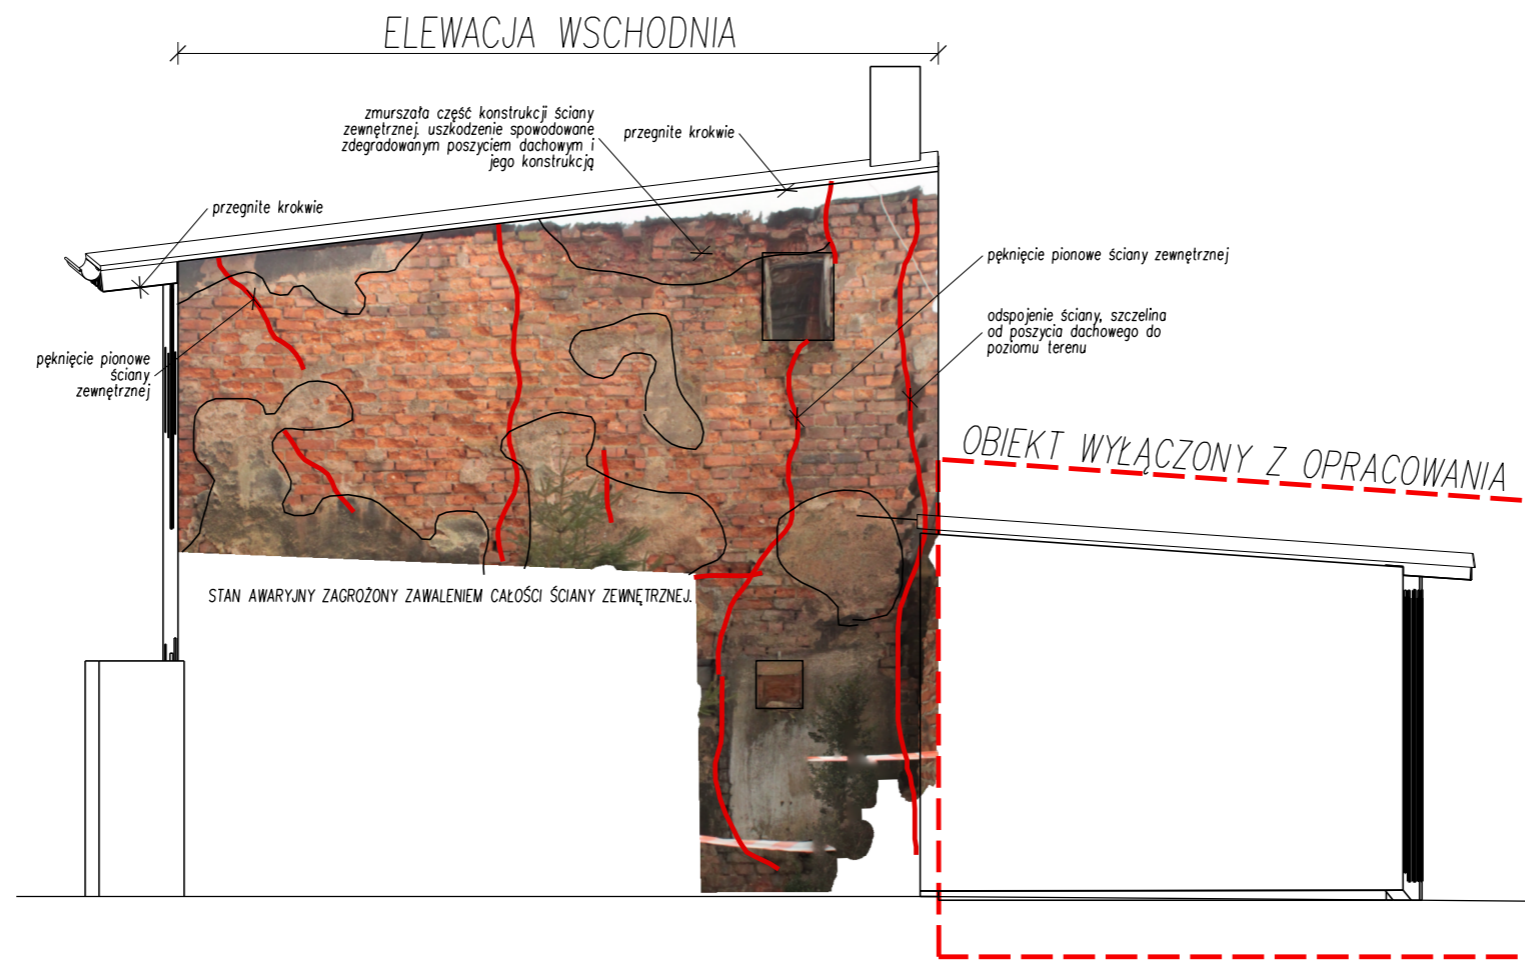 ELEWACJA WSCHODNIA
zmurszała część konstrukcji ściany
zewnętrznej. uszkodzenie spowodowane
zdegradowanym poszyciem dachowym i
jego konstrukcją
przegnite krokwie
przegnite krokwie
pęknięcie pionowe ściany zewnętrznej
odspojenie ściany, szczelina
od poszycia dachowego do
poziomu terenu
pęknięcie pionowe
ściany
zewnętrznej
OBIEKT WYŁĄCZONY Z OPRACOWANIA
STAN AWARYJNY ZAGROŻONY ZAWALENIEM CAŁOŚCI ŚCIANY ZEWNĘTRZNEJ.